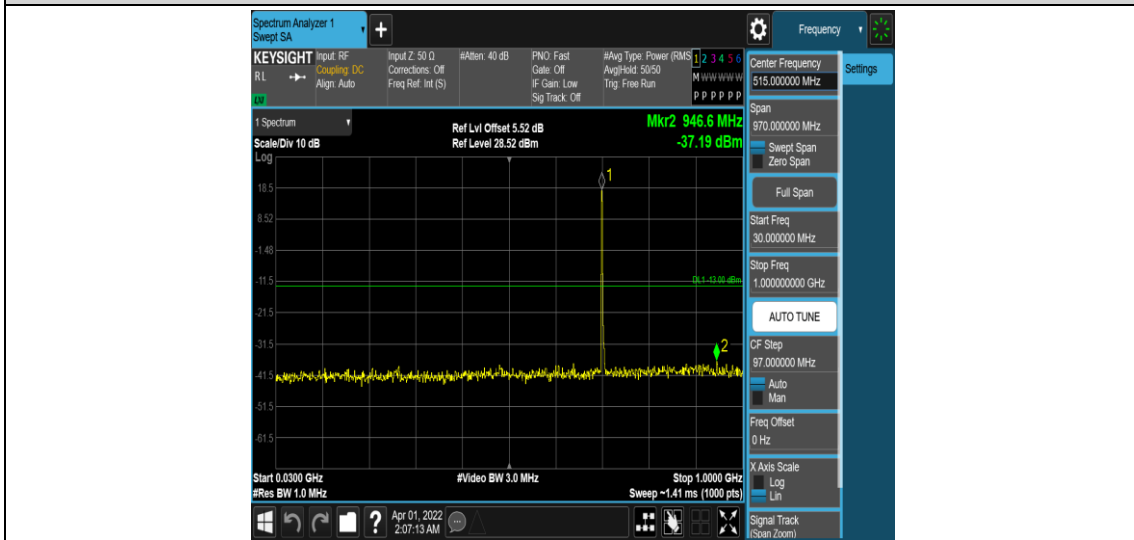 Spectrum Analyzer 1
Swept SA
Frequency
KEYSIGHT
RL
LXI
Input: RF
Coupling: DC
Align: Auto
Input Z: 50 Ω
Corrections: Off
Freq Ref: Int (S)
#Atten: 40 dB
PNO: Fast
Gate: Off
IF Gain: Low
Sig Track: Off
#Avg Type: Power (RMS
Avg|Hold: 50/50
Trig: Free Run
1 2 3 4 5 6
M W W W W W
P P P P P P
1 Spectrum
Scale/Div 10 dB
Log
Ref Lvl Offset 5.52 dB
Ref Level 28.52 dBm
Mkr2 946.6 MHz
-37.19 dBm
1
18.5
8.52
-1.48
DL1 -13.00 dBm
-11.5
-21.5
-31.5
2
-41.5
-51.5
-61.5
Start 0.0300 GHz
#Res BW 1.0 MHz
#Video BW 3.0 MHz
Stop 1.0000 GHz
Sweep ~1.41 ms (1000 pts)
Center Frequency
515.000000 MHz
Settings
Span
970.000000 MHz
Swept Span
Zero Span
Full Span
Start Freq
30.000000 MHz
Stop Freq
1.000000000 GHz
AUTO TUNE
CF Step
97.000000 MHz
Auto
Man
Freq Offset
0 Hz
X Axis Scale
Log
Lin
Signal Track
(Span Zoom)
?
Apr 01, 2022
2:07:13 AM